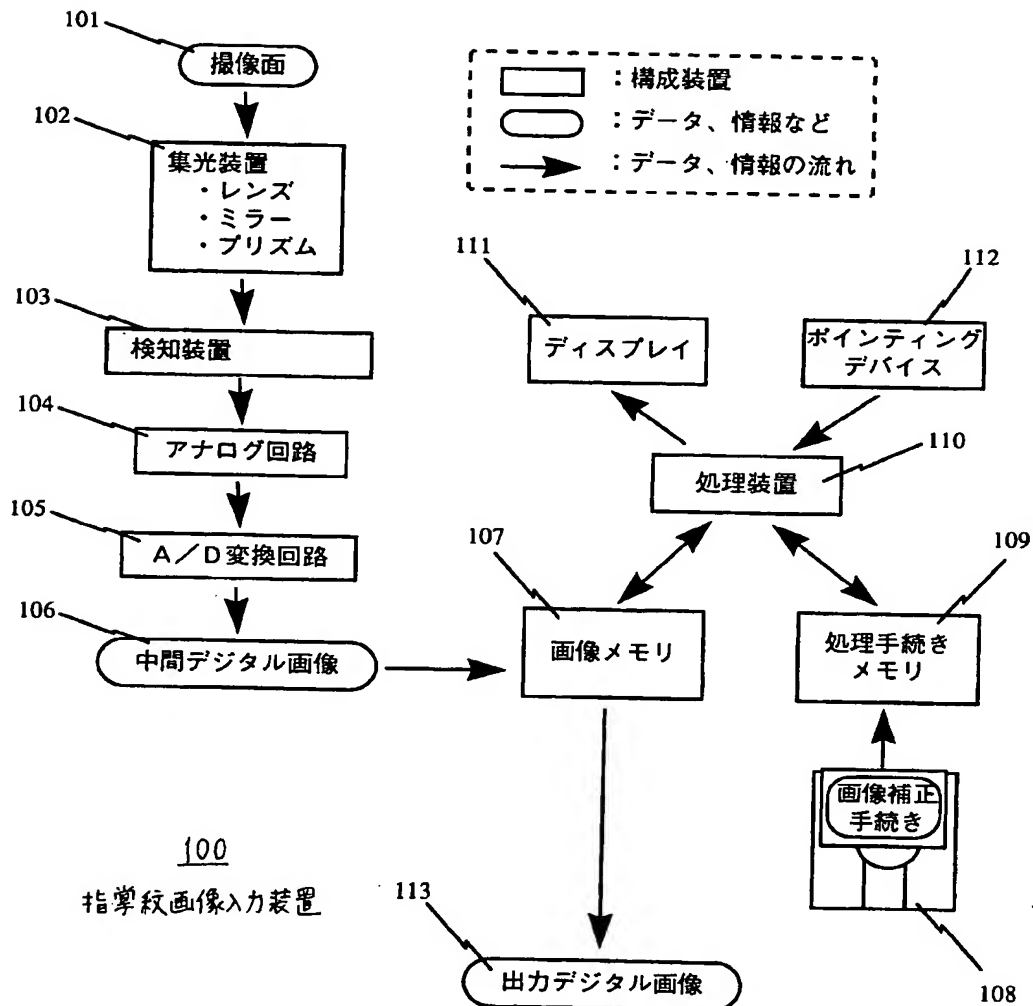 101
撮像面
:構成装置
:データ、情報など
:データ、情報の流れ
102
集光装置
・レンズ
・ミラー
・プリズム
103
検知装置
104
アナログ回路
105
A/D変換回路
106
中間デジタル画像
111
ディスプレイ
112
ポインティング
デバイス
110
処理装置
107
画像メモリ
109
処理手続き
メモリ
画像補正
手続き
108
100
指掌紋画像入力装置
113
出力デジタル画像